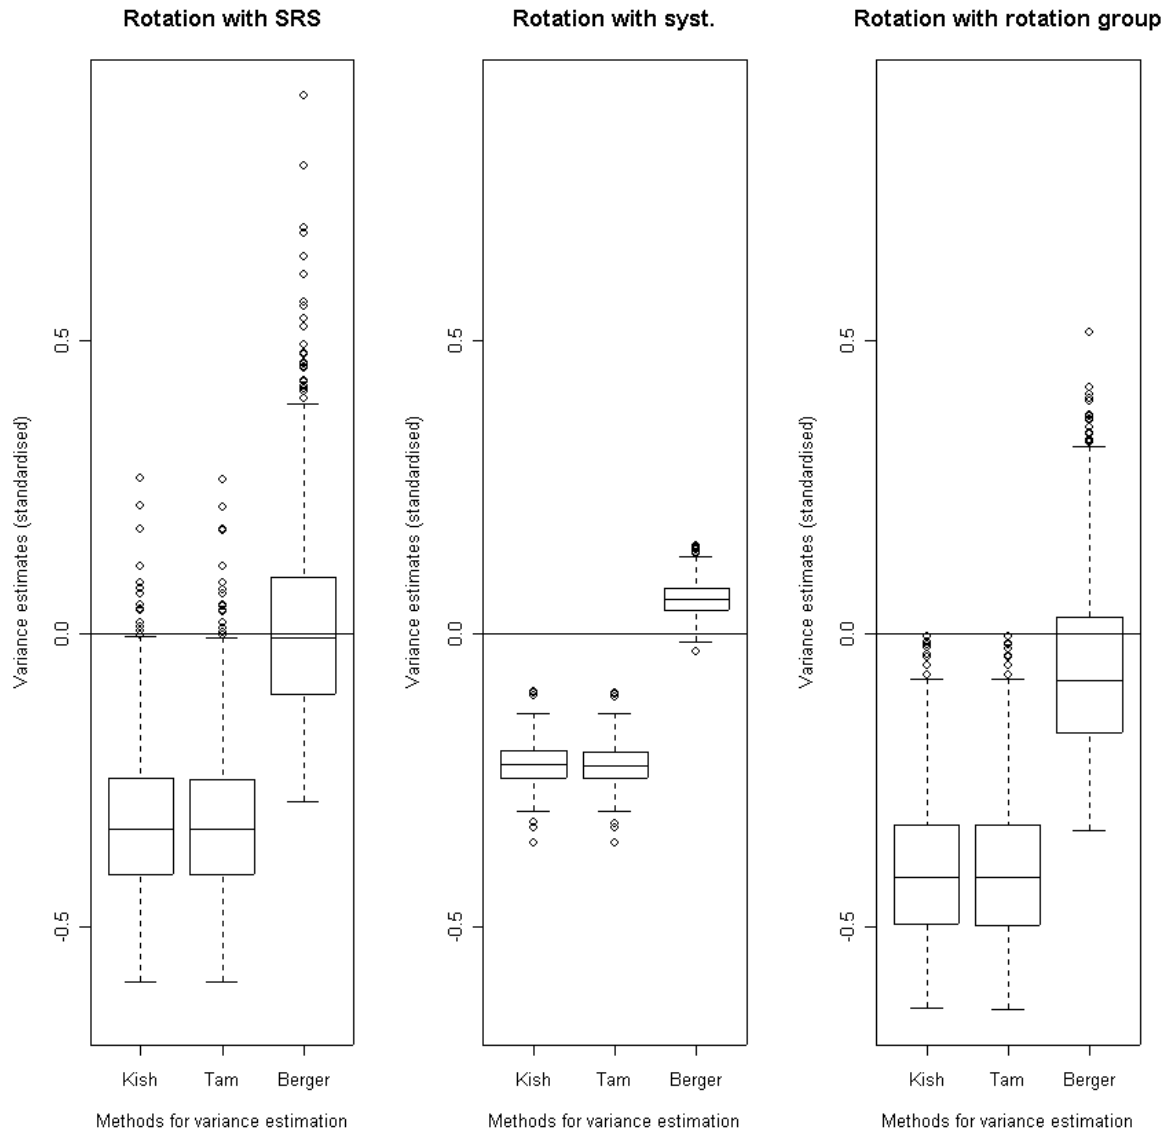 Rotation with SRS
Variance estimates (standardised)
0.5
0.0
-0.5
Kish Tam Berger
Methods for variance estimation
Rotation with syst.
Variance estimates (standardised)
0.5
0.0
-0.5
Kish Tam Berger
Methods for variance estimation
Rotation with rotation group
Variance estimates (standardised)
0.5
0.0
-0.5
Kish Tam Berger
Methods for variance estimation